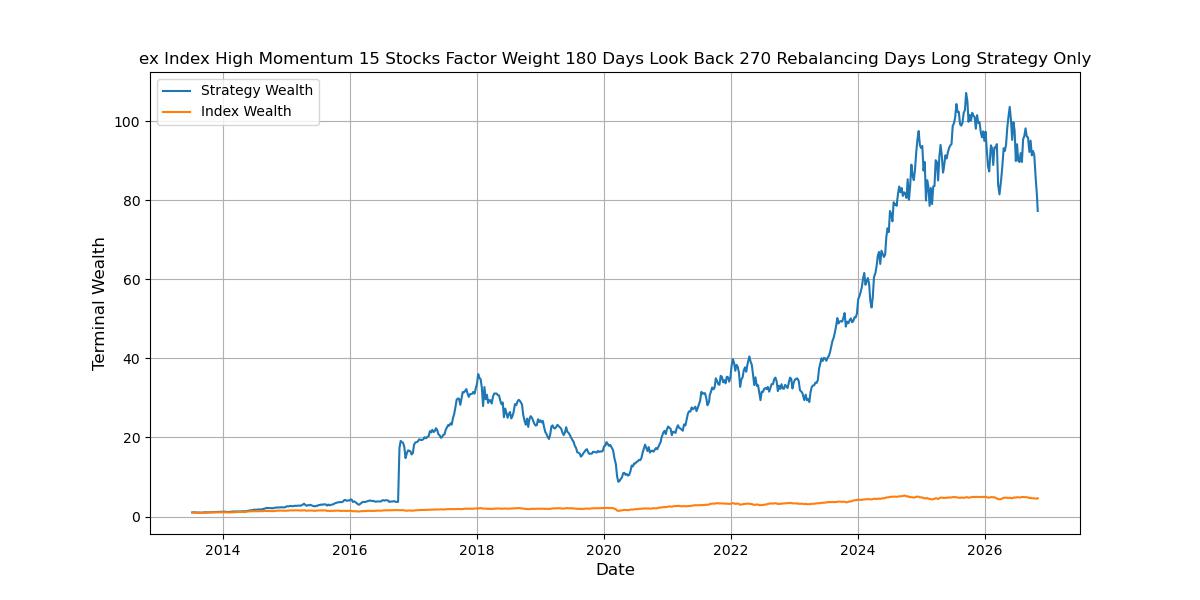 ex Index High Momentum 15 Stocks Factor Weight 180 Days Look Back 270 Rebalancing Days Long Strategy Only
Strategy Wealth
Index Wealth
100
80
60
40
20
0
Terminal Wealth
2014 2016 2018 2020 2022 2024 2026
Date